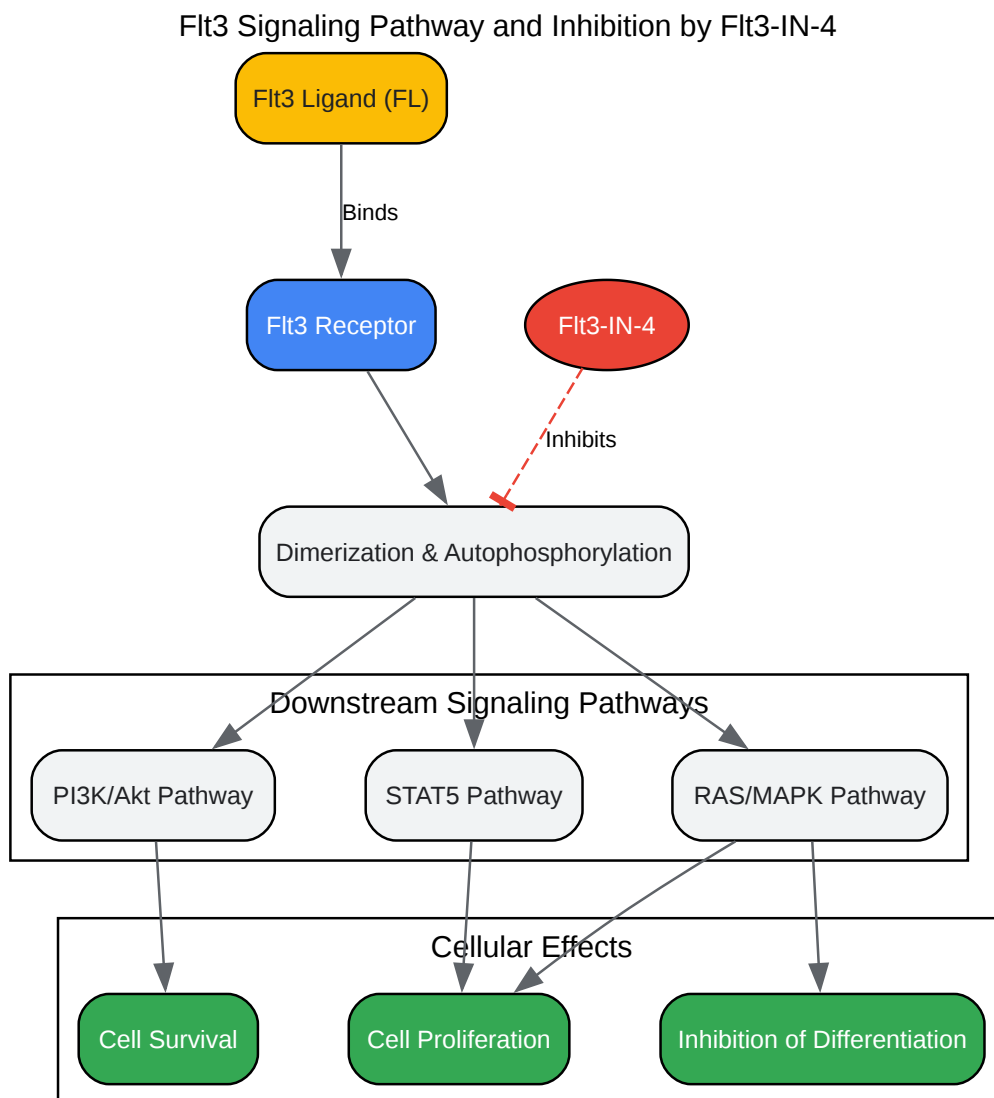 Flt3 Signaling Pathway and Inhibition by Flt3-IN-4
Flt3 Ligand (FL)
Binds
Flt3 Receptor
Flt3-IN-4
Inhibits
Dimerization & Autophosphorylation
Downstream Signaling Pathways
PI3K/Akt Pathway
STAT5 Pathway
RAS/MAPK Pathway
Cellular Effects
Cell Survival
Cell Proliferation
Inhibition of Differentiation